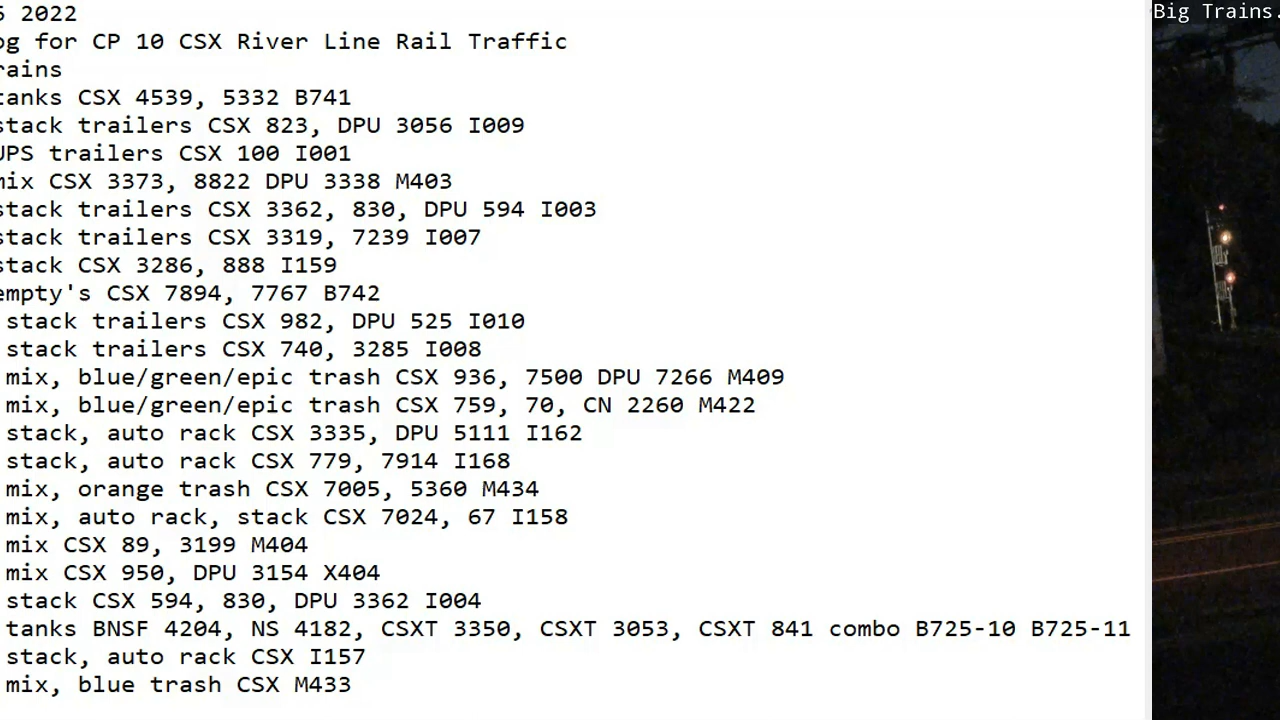 2022
og for CP 10 CSX River Line Rail Traffic
rains
tanks CSX 4539, 5332 B741
stack trailers CSX 823, DPU 3056 I009
UPS trailers CSX 100 I001
mix CSX 3373, 8822 DPU 3338 M403
stack trailers CSX 3362, 830, DPU 594 I003
stack trailers CSX 3319, 7239 I007
stack CSX 3286, 888 I159
empty's CSX 7894, 7767 B742
stack trailers CSX 982, DPU 525 I010
stack trailers CSX 740, 3285 I008
mix, blue/green/epic trash CSX 936, 7500 DPU 7266 M409
mix, blue/green/epic trash CSX 759, 70, CN 2260 M422
stack, auto rack CSX 3335, DPU 5111 I162
stack, auto rack CSX 779, 7914 I168
mix, orange trash CSX 7005, 5360 M434
mix, auto rack, stack CSX 7024, 67 I158
mix CSX 89, 3199 M404
mix CSX 950, DPU 3154 X404
stack CSX 594, 830, DPU 3362 I004
tanks BNSF 4204, NS 4182, CSXT 3350, CSXT 3053, CSXT 841 combo B725-10 B725-11
stack, auto rack CSX I157
mix, blue trash CSX M433
Big Trains.